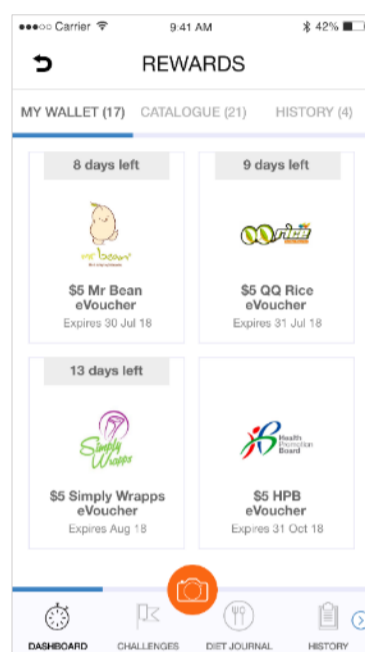 Carrier 9:41 AM 42%
REWARDS
MY WALLET (17) CATALOGUE (21) HISTORY (4)
8 days left
mr bean
$5 Mr Bean
eVoucher
Expires 30 Jul 18
9 days left
QQ rice
$5 QQ Rice
eVoucher
Expires 31 Jul 18
13 days left
Simply
Wrapps
$5 Simply Wrapps
eVoucher
Expires Aug 18
Health
Promotion
Board
$5 HPB
eVoucher
Expires 31 Oct 18
DASHBOARD CHALLENGES DIET JOURNAL HISTORY